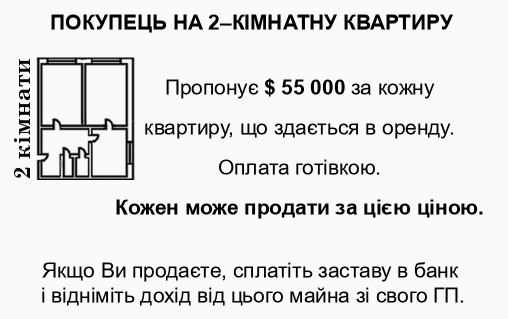 ПОКУПЕЦЬ НА 2–КІМНАТНУ КВАРТИРУ
2 кімнати
Пропонує $ 55 000 за кожну
квартиру, що здається в оренду.
Оплата готівкою.
Кожен може продати за цією ціною.
Якщо Ви продаєте, сплатіть заставу в банк
і відніміть дохід від цього майна зі свого ГП.